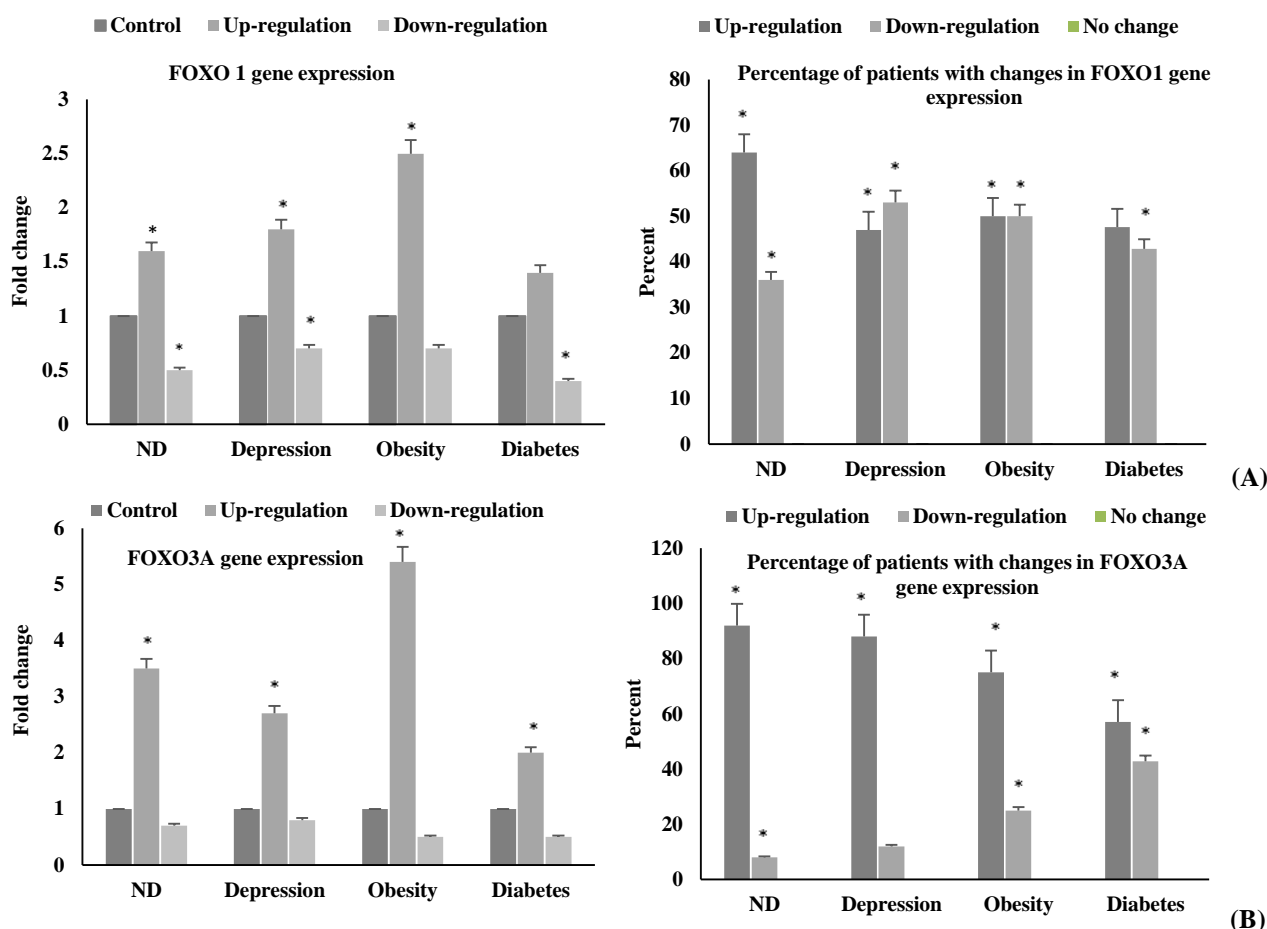 Control Up-regulation Down-regulation
FOXO 1 gene expression
3
2.5
2
1.5
1
0.5
0
Fold change
* * * * * *
ND Depression Obesity Diabetes
Up-regulation Down-regulation No change
Percentage of patients with changes in FOXO1 gene
expression
80
70
60
50
40
30
20
10
0
Percent
* * * * * * *
ND Depression Obesity Diabetes
(A)
Control Up-regulation Down-regulation
FOXO3A gene expression
6
5
4
3
2
1
0
Fold change
* * * *
ND Depression Obesity Diabetes
Up-regulation Down-regulation No change
Percentage of patients with changes in FOXO3A
gene expression
120
100
80
60
40
20
0
Percent
* * * * * * *
ND Depression Obesity Diabetes
(B)